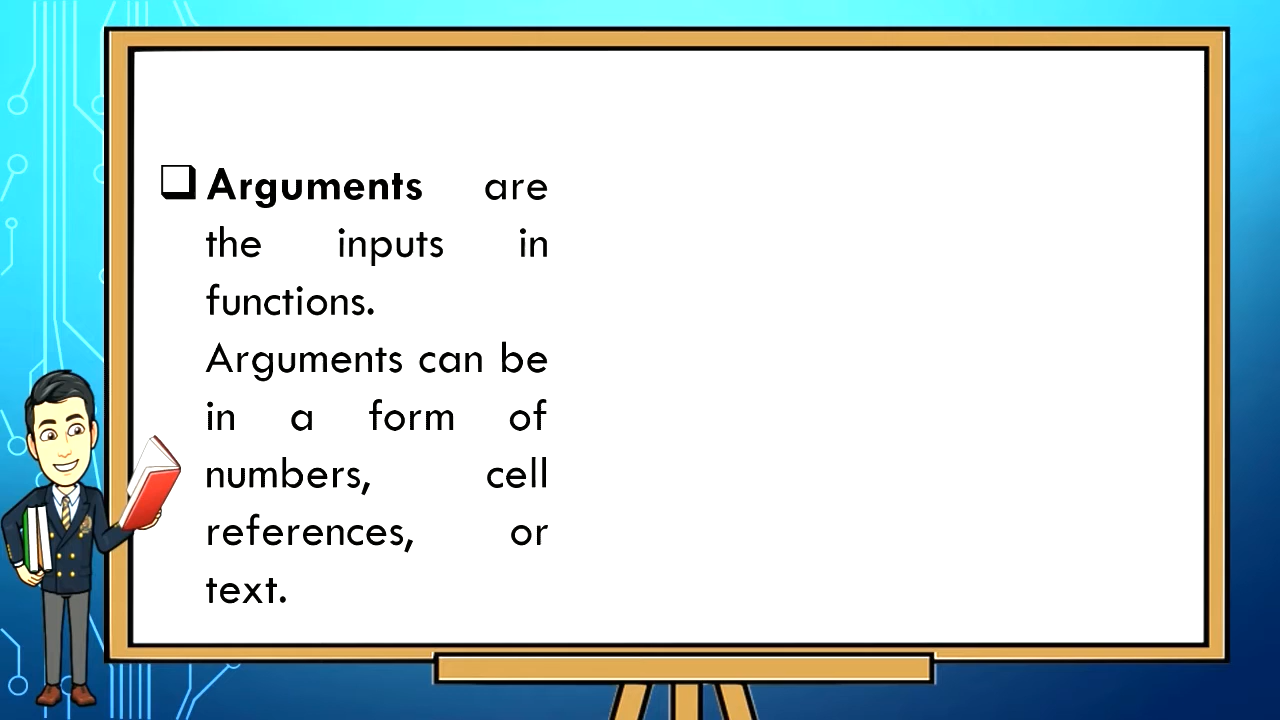 Arguments are
the inputs in
functions.
Arguments can be
in a form of
numbers, cell
references, or
text.